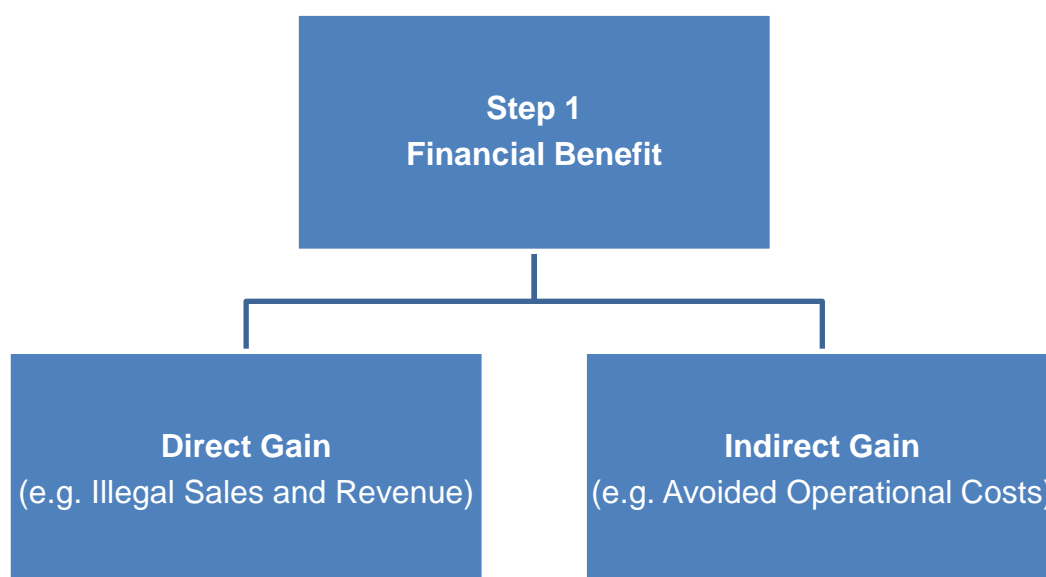 Step 1
Financial Benefit
Direct Gain
(e.g. Illegal Sales and Revenue)
Indirect Gain
(e.g. Avoided Operational Costs)